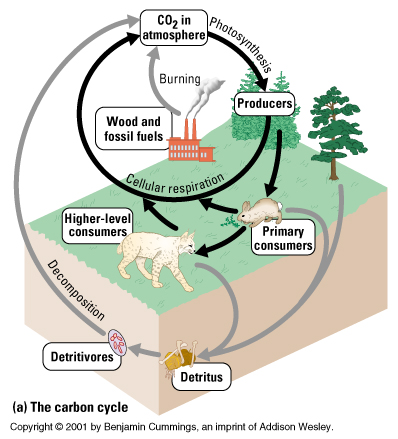 CO2 in
atmosphere
Photosynthesis
Burning
Producers
Wood and
fossil fuels
Cellular respiration
Higher-level
consumers
Primary
consumers
Decomposition
Detritivores
Detritus
(a) The carbon cycle
Copyright © 2001 by Benjamin Cummings, an imprint of Addison Wesley.